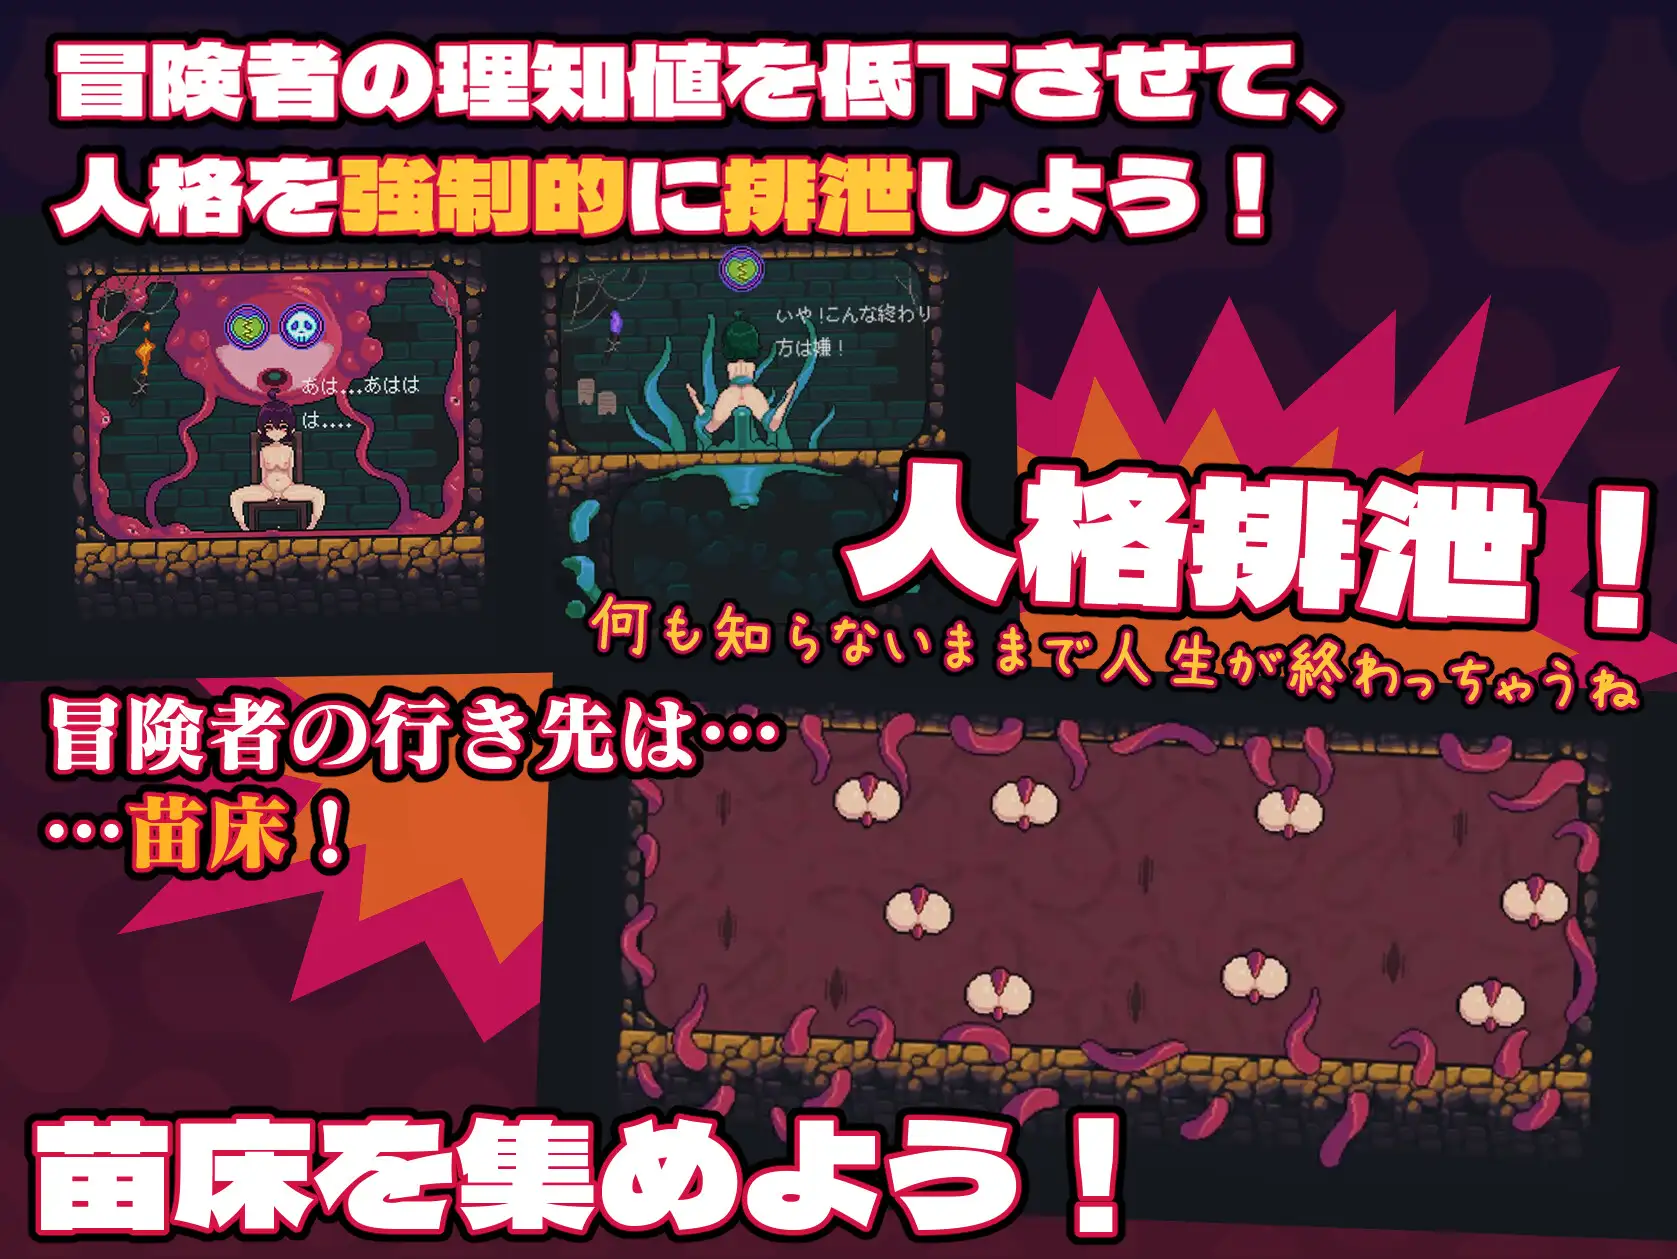 冒険者の理知値を低下させて、
人格を強制的に排泄しよう！
あは...あはは
は....
いや！こんな終わり
方は嫌！
人格排泄！
何も知らないままで人生が終わっちゃうね
冒険者の行き先は…
…苗床！
苗床を集めよう！